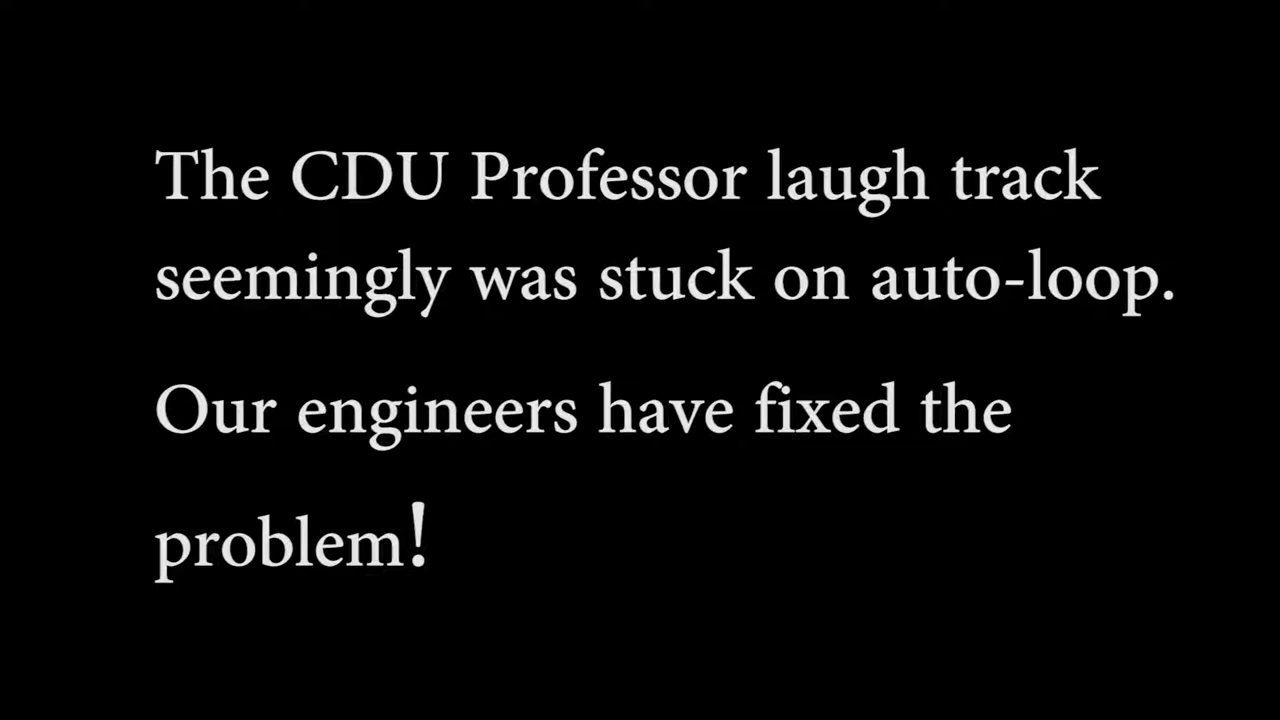 The CDU Professor laugh track
seemingly was stuck on auto-loop.
Our engineers have fixed the
problem!